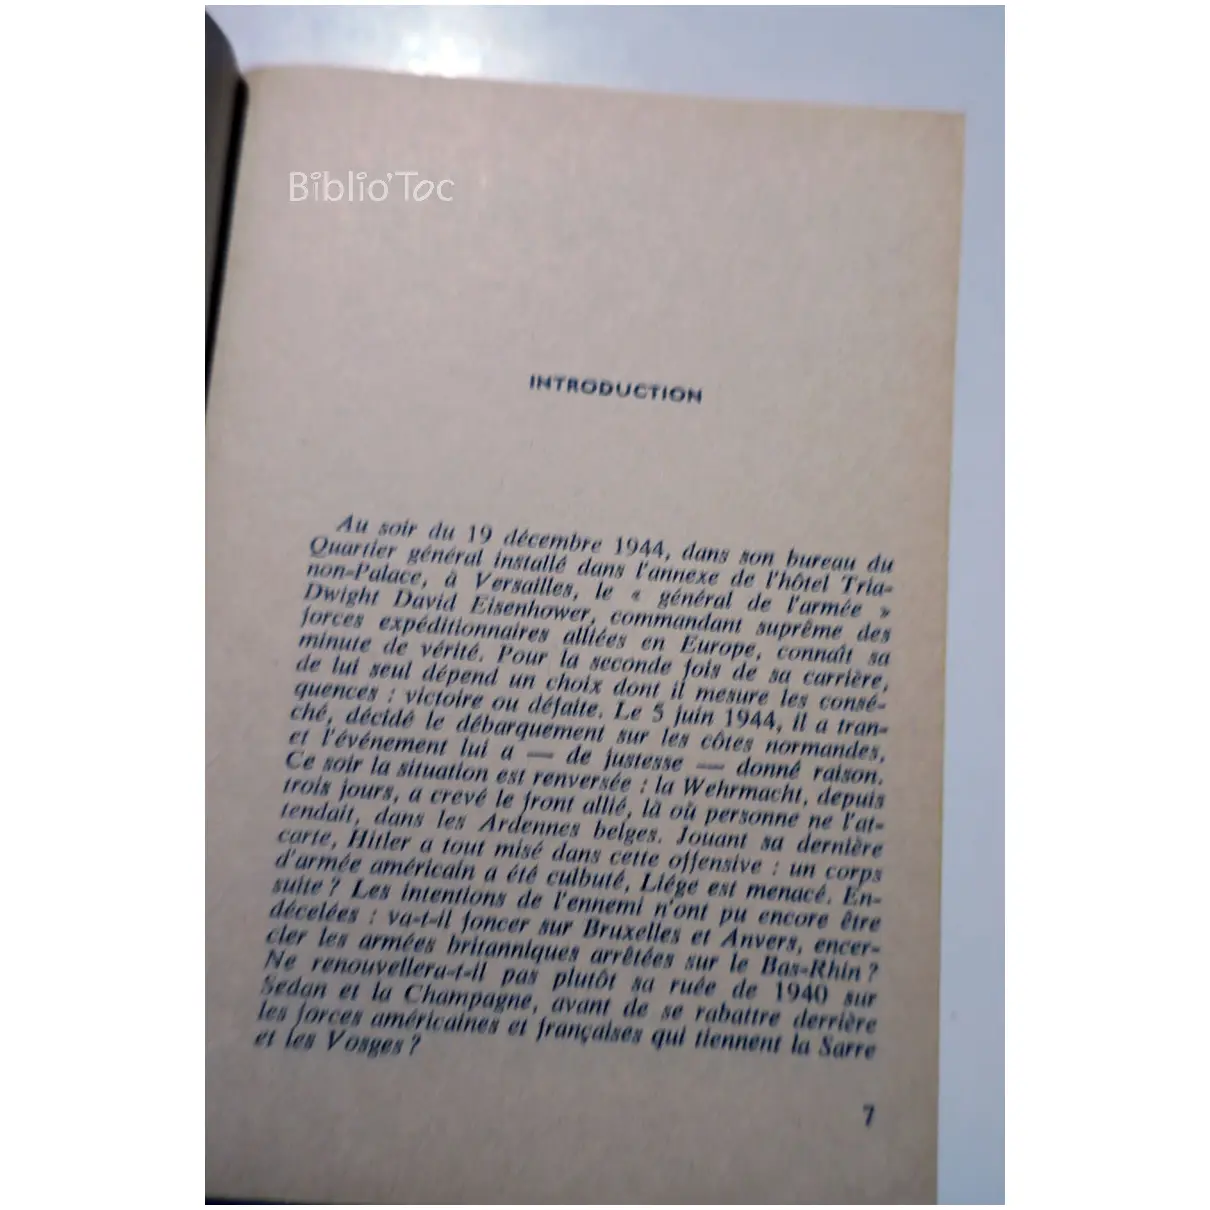 Biblio'Toc
INTRODUCTION
Au soir du 19 décembre 1944, dans son bureau du
Quartier général installé dans l'annexe de l'hôtel Tria-
non-Palace, à Versailles, le « général de l'armée »
Dwight David Eisenhower, commandant suprême des
forces expéditionnaires alliées en Europe, connaît sa
minute de vérité. Pour la seconde fois de sa carrière,
de lui seul dépend un choix dont il mesure les consé-
quences : victoire ou défaite. Le 5 juin 1944, il a tran-
ché, décidé le débarquement sur les côtes normandes,
et l'événement lui a — de justesse — donné raison.
Ce soir la situation est renversée : la Wehrmacht, depuis
trois jours, a crevé le front allié, là où personne ne l'at-
tendait, dans les Ardennes belges. Jouant sa dernière
carte, Hitler a tout misé dans cette offensive : un corps
d'armée américain a été culbuté, Liége est menacé. En-
suite ? Les intentions de l'ennemi n'ont pu encore être
décelées : va-t-il foncer sur Bruxelles et Anvers, encer-
cler les armées britanniques arrêtées sur le Bas-Rhin ?
Ne renouvellera-t-il pas plutôt sa ruée de 1940 sur
Sedan et la Champagne, avant de se rabattre derrière
les forces américaines et françaises qui tiennent la Sarre
et les Vosges ?
7